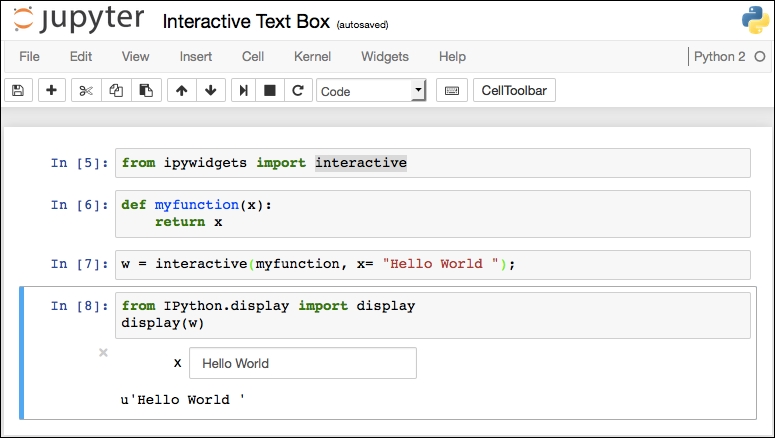 jupyter Interactive Text Box (autosaved)
File Edit View Insert Cell Kernel Widgets Help Python 2
Code CellToolbar
In [5]: from ipywidgets import interactive
In [6]: def myfunction(x):
return x
In [7]: w = interactive(myfunction, x= "Hello World ");
In [8]: from IPython.display import display
display(w)
x Hello World
u'Hello World '